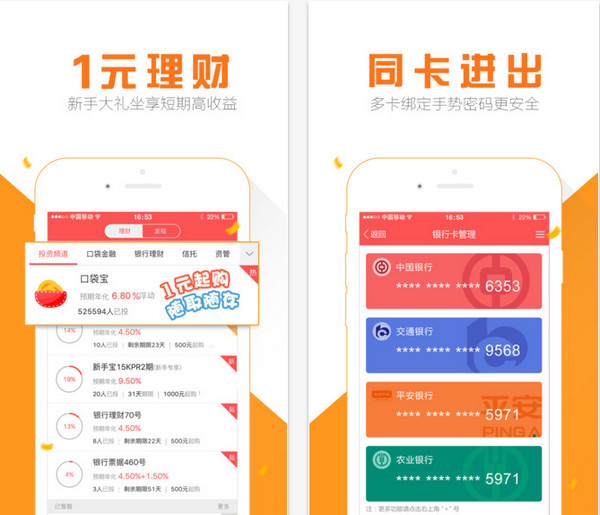 1元理财
新手大礼坐享短期高收益
中国移动
16:53
22%
理财
发现
投资频道
口袋金融
银行理财
信托
资管
热
口袋宝
预期年化 6.80%浮动
525594人已投
1元起购
随取随存
14%
预期年化 4.50%
10人已投 | 剩余期限23天 | 500元起购
新
19%
新手宝15KPR2期(新手专享)
预期年化 9.50%
20人已投 | 31天期限 | 1000元起购
13%
银行理财70号
预期年化 4.50%
8人已投 | 剩余期限22天 | 500元起购
4%
银行票据460号
预期年化 4.50%+1.50%
3人已投 | 剩余期限51天 | 500元起购
已售罄
更多
同卡进出
多卡绑定手势密码更安全
中国移动
16:53
22%
返回
银行卡管理
中国银行
**** **** **** 6353
交通银行
**** **** **** 9568
平安银行
**** **** **** 5971
平安
PINGA
农业银行
**** **** **** 5971
注:更多功能请点击右上角“+”号